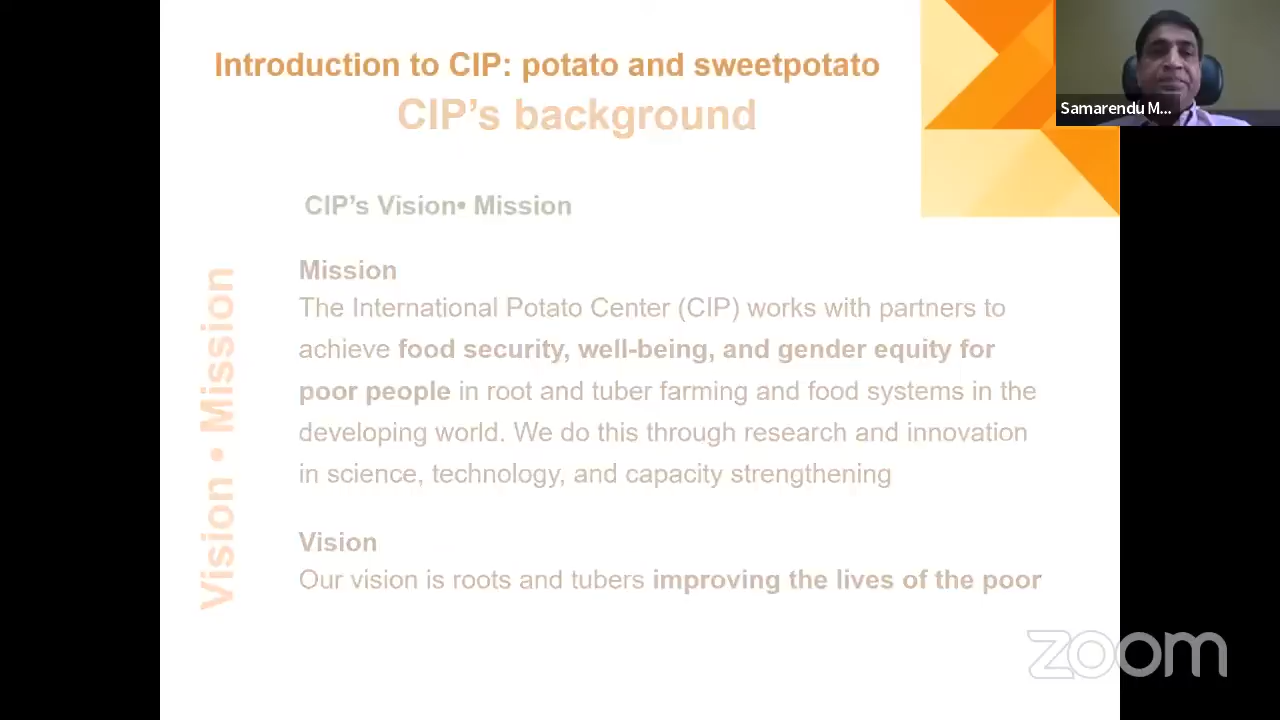 Introduction to CIP: potato and sweetpotato
CIP’s background
Samarendu M...
CIP’s Vision• Mission
Vision • Mission
Mission
The International Potato Center (CIP) works with partners to
achieve food security, well-being, and gender equity for
poor people in root and tuber farming and food systems in the
developing world. We do this through research and innovation
in science, technology, and capacity strengthening
Vision
Our vision is roots and tubers improving the lives of the poor
zoom